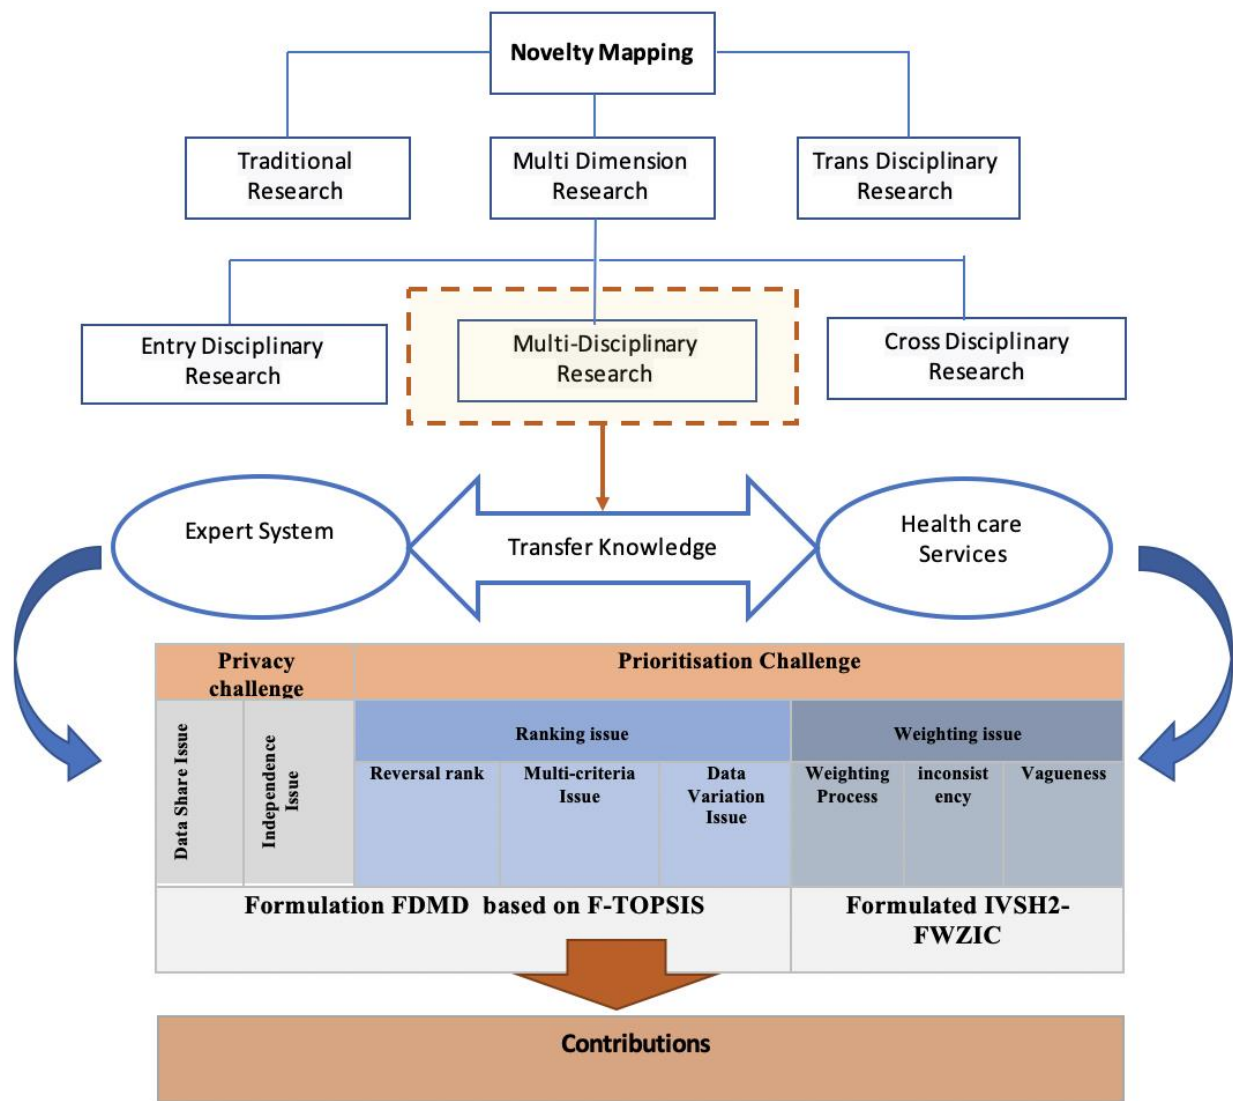 Novelty Mapping
Traditional
Research
Multi Dimension
Research
Trans Disciplinary
Research
Entry Disciplinary
Research
Multi-Disciplinary
Research
Cross Disciplinary
Research
Expert System
Transfer Knowledge
Health care
Services
Privacy
challenge
Prioritisation Challenge
Data Share Issue
Independence
Issue
Ranking issue
Weighting issue
Reversal rank
Multi-criteria
Issue
Data
Variation
Issue
Weighting
Process
inconsist
ency
Vagueness
Formulation FDMD based on F-TOPSIS
Formulated IVSH2-
FWZIC
Contributions